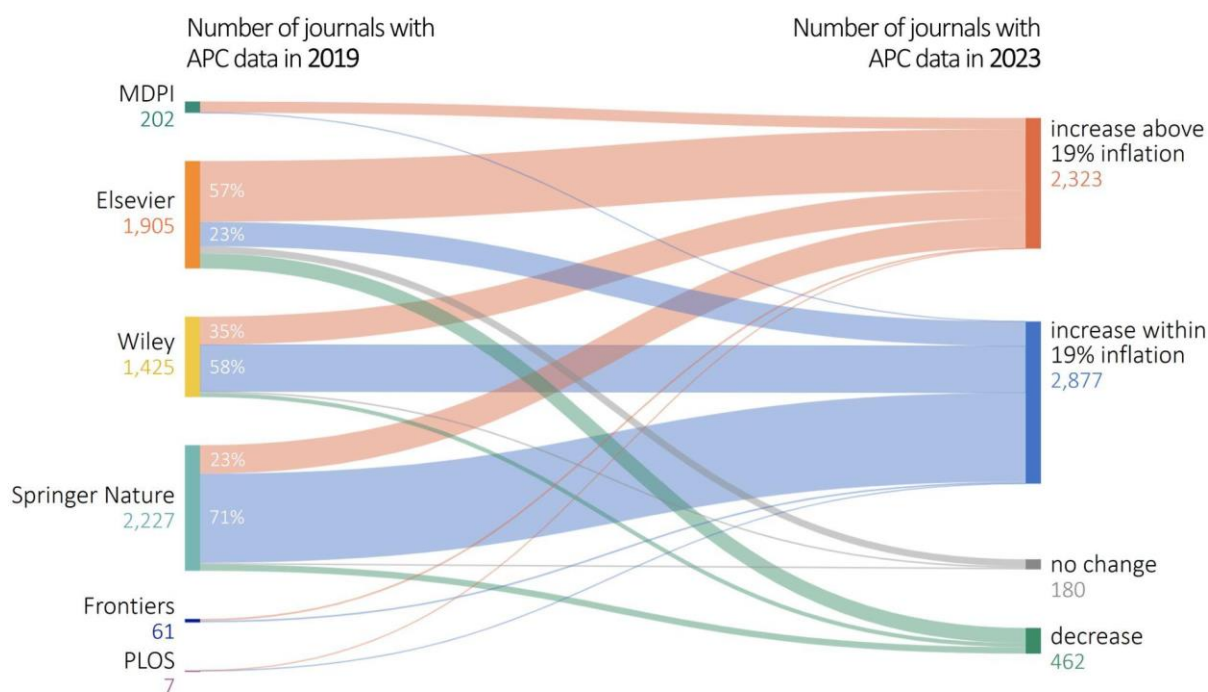 Number of journals with
APC data in 2019
Number of journals with
APC data in 2023
MDPI
202
Elsevier
1,905
57%
23%
Wiley
1,425
35%
58%
Springer Nature
2,227
23%
71%
Frontiers
61
PLOS
7
increase above
19% inflation
2,323
increase within
19% inflation
2,877
no change
180
decrease
462